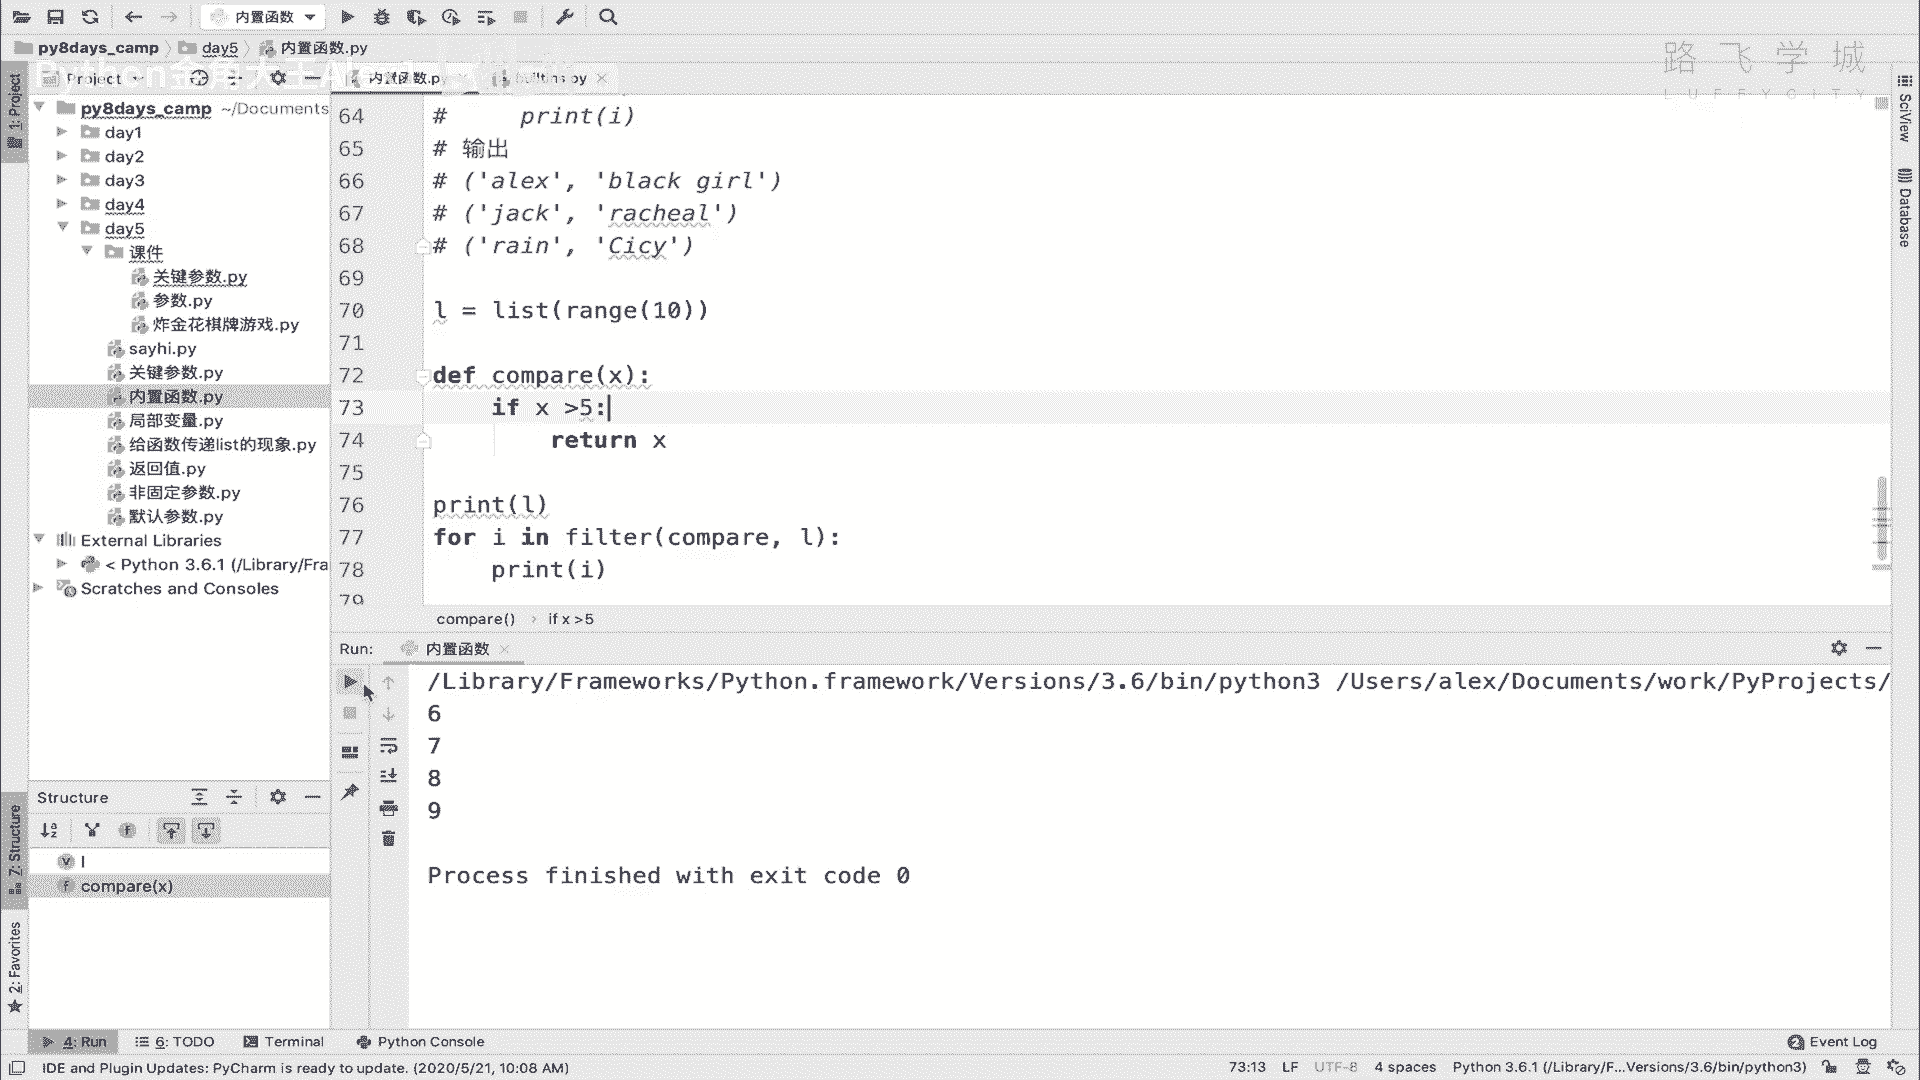 内置函数
py8days_camp
day5
内置函数.py
路飞学城
LUFFYCITY
Project
内置函数.py
builtins.py
1: Project
py8days_camp ~/Documents
day1
day2
day3
day4
day5
课件
关键参数.py
参数.py
炸金花棋牌游戏.py
sayhi.py
关键参数.py
内置函数.py
局部变量.py
给函数传递list的现象.py
返回值.py
非固定参数.py
默认参数.py
External Libraries
< Python 3.6.1 (/Library/Fra
Scratches and Consoles
64 #     print(i)
65 # 输出
66 # ('alex', 'black girl')
67 # ('jack', 'racheal')
68 # ('rain', 'Cicy')
69
70 l = list(range(10))
71
72 def compare(x):
73     if x >5:
74         return x
75
76 print(l)
77 for i in filter(compare, l):
78     print(i)
79
compare() › if x >5
SciView
Database
Structure
l
compare(x)
7: Structure
2: Favorites
Run: 内置函数
/Library/Frameworks/Python.framework/Versions/3.6/bin/python3 /Users/alex/Documents/work/PyProjects/
6
7
8
9
Process finished with exit code 0
4: Run
6: TODO
Terminal
Python Console
Event Log
IDE and Plugin Updates: PyCharm is ready to update. (2020/5/21, 10:08 AM)
73:13 LF UTF-8 4 spaces Python 3.6.1 (/Library/F...Versions/3.6/bin/python3)